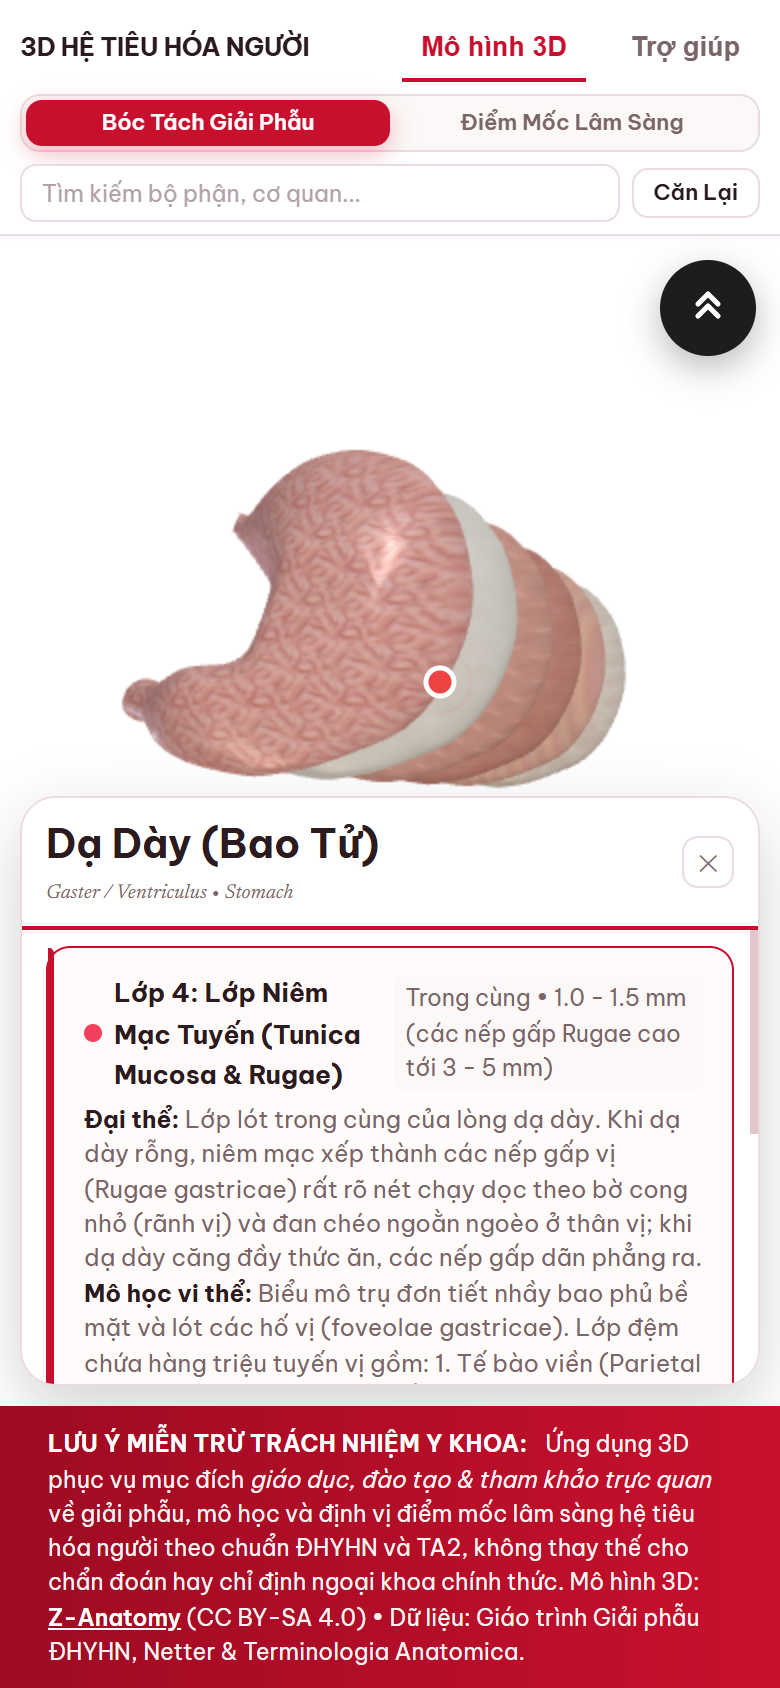 3D HỆ TIÊU HÓA NGƯỜI
Mô hình 3D
Trợ giúp
Bóc Tách Giải Phẫu
Điểm Mốc Lâm Sàng
Tìm kiếm bộ phận, cơ quan...
Căn Lại
Dạ Dày (Bao Tử)
Gaster / Ventriculus • Stomach
Lớp 4: Lớp Niêm
Mạc Tuyến (Tunica
Mucosa & Rugae)
Trong cùng • 1.0 - 1.5 mm
(các nếp gấp Rugae cao
tới 3 - 5 mm)
Đại thể: Lớp lót trong cùng của lòng dạ dày. Khi dạ
dày rỗng, niêm mạc xếp thành các nếp gấp vị
(Rugae gastricae) rất rõ nét chạy dọc theo bờ cong
nhỏ (rãnh vị) và đan chéo ngoằn ngoèo ở thân vị; khi
dạ dày căng đầy thức ăn, các nếp gấp dãn phẳng ra.
Mô học vi thể: Biểu mô trụ đơn tiết nhầy bao phủ bề
mặt và lót các hố vị (foveolae gastricae). Lớp đệm
chứa hàng triệu tuyến vị gồm: 1. Tế bào viền (Parietal
LƯU Ý MIỄN TRỪ TRÁCH NHIỆM Y KHOA: Ứng dụng 3D
phục vụ mục đích giáo dục, đào tạo & tham khảo trực quan
về giải phẫu, mô học và định vị điểm mốc lâm sàng hệ tiêu
hóa người theo chuẩn ĐHYHN và TA2, không thay thế cho
chẩn đoán hay chỉ định ngoại khoa chính thức. Mô hình 3D:
Z-Anatomy (CC BY-SA 4.0) • Dữ liệu: Giáo trình Giải phẫu
ĐHYHN, Netter & Terminologia Anatomica.